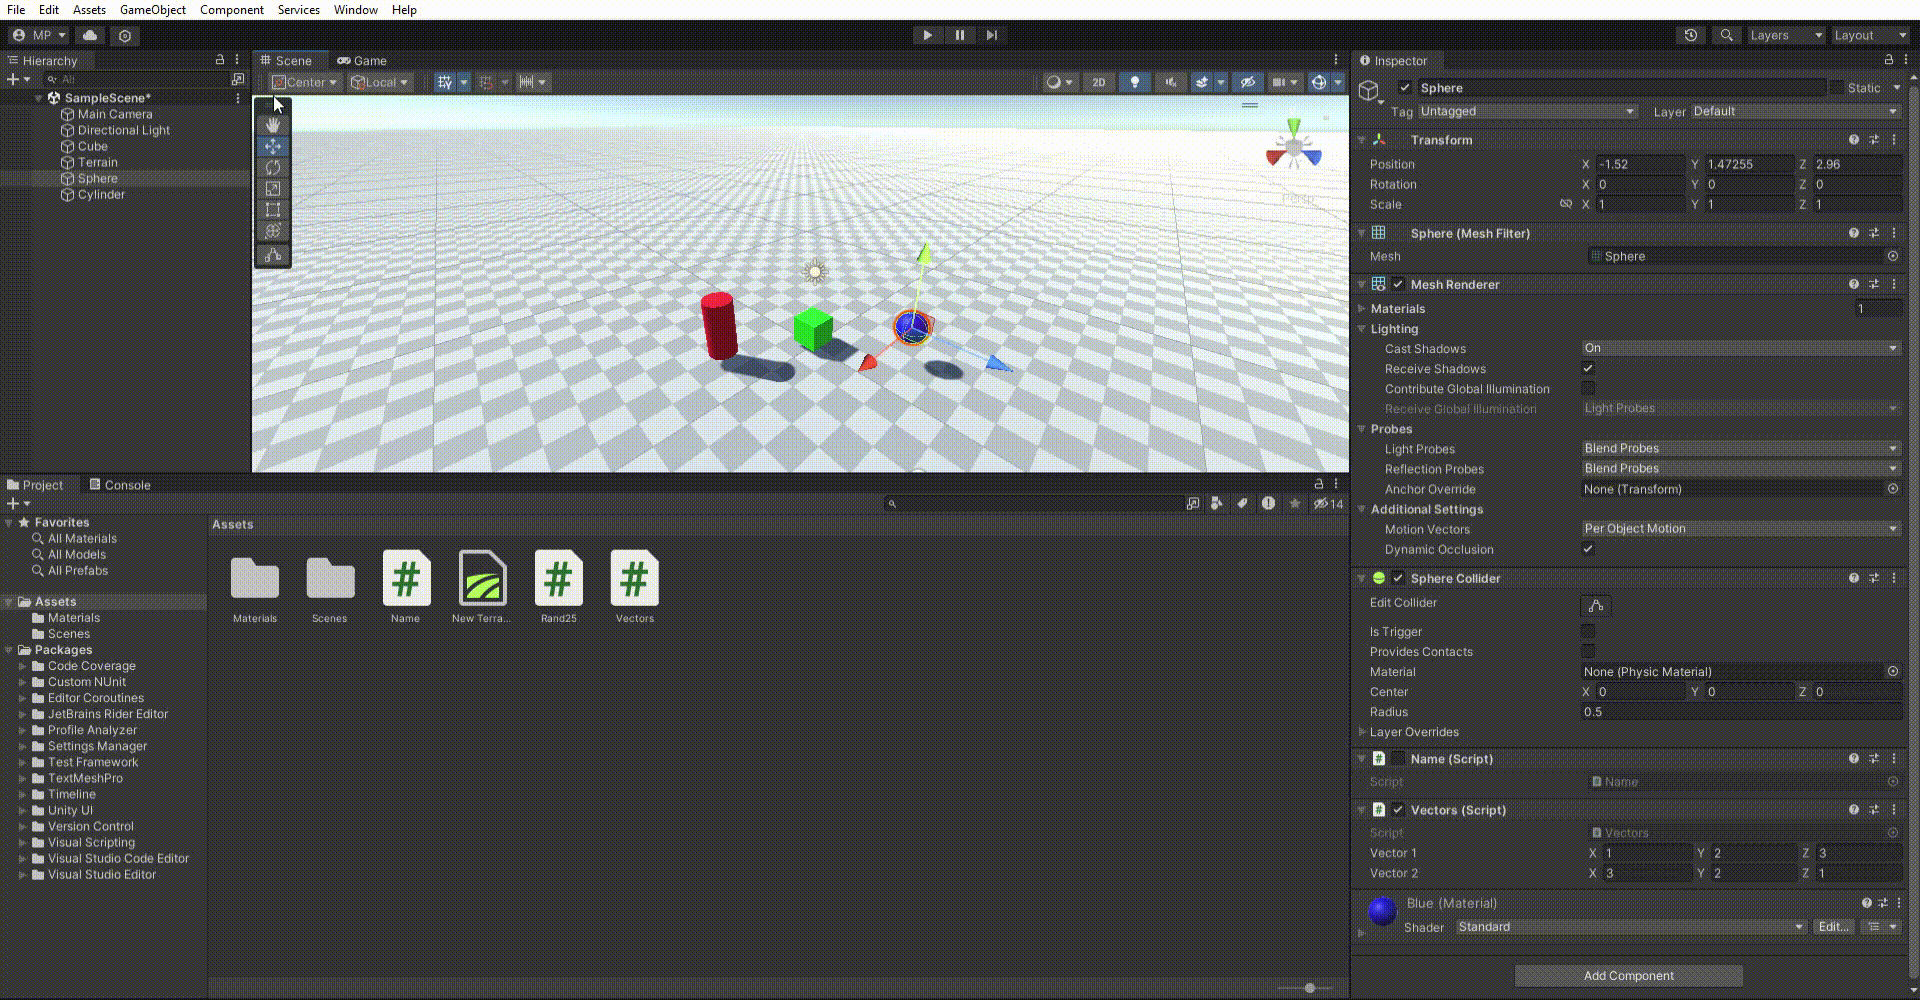 File Edit Assets GameObject Component Services Window Help
MP
Layers Layout
Hierarchy
All
SampleScene*
Main Camera
Directional Light
Cube
Terrain
Sphere
Cylinder
Scene Game
Center Local 2D
Persp
Project Console
14
Favorites
All Materials
All Models
All Prefabs
Assets
Materials
Scenes
Packages
Code Coverage
Custom NUnit
Editor Coroutines
JetBrains Rider Editor
Profile Analyzer
Settings Manager
Test Framework
TextMeshPro
Timeline
Unity UI
Version Control
Visual Scripting
Visual Studio Code Editor
Visual Studio Editor
Assets
Materials Scenes Name New Terra... Rand25 Vectors
Inspector
Sphere Static
Tag Untagged Layer Default
Transform
Position X -1.52 Y 1.47255 Z 2.96
Rotation X 0 Y 0 Z 0
Scale X 1 Y 1 Z 1
Sphere (Mesh Filter)
Mesh Sphere
Mesh Renderer
Materials 1
Lighting
Cast Shadows On
Receive Shadows
Contribute Global Illumination
Receive Global Illumination Light Probes
Probes
Light Probes Blend Probes
Reflection Probes Blend Probes
Anchor Override None (Transform)
Additional Settings
Motion Vectors Per Object Motion
Dynamic Occlusion
Sphere Collider
Edit Collider
Is Trigger
Provides Contacts
Material None (Physic Material)
Center X 0 Y 0 Z 0
Radius 0.5
Layer Overrides
# Name (Script)
Script Name
# Vectors (Script)
Script Vectors
Vector 1 X 1 Y 2 Z 3
Vector 2 X 3 Y 2 Z 1
Blue (Material)
Shader Standard Edit...
Add Component